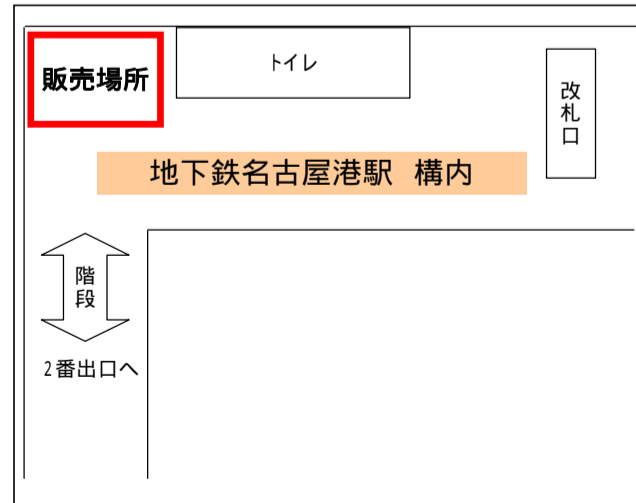 販売場所
トイレ
改札口
地下鉄名古屋港駅 構内
階段
2番出口へ